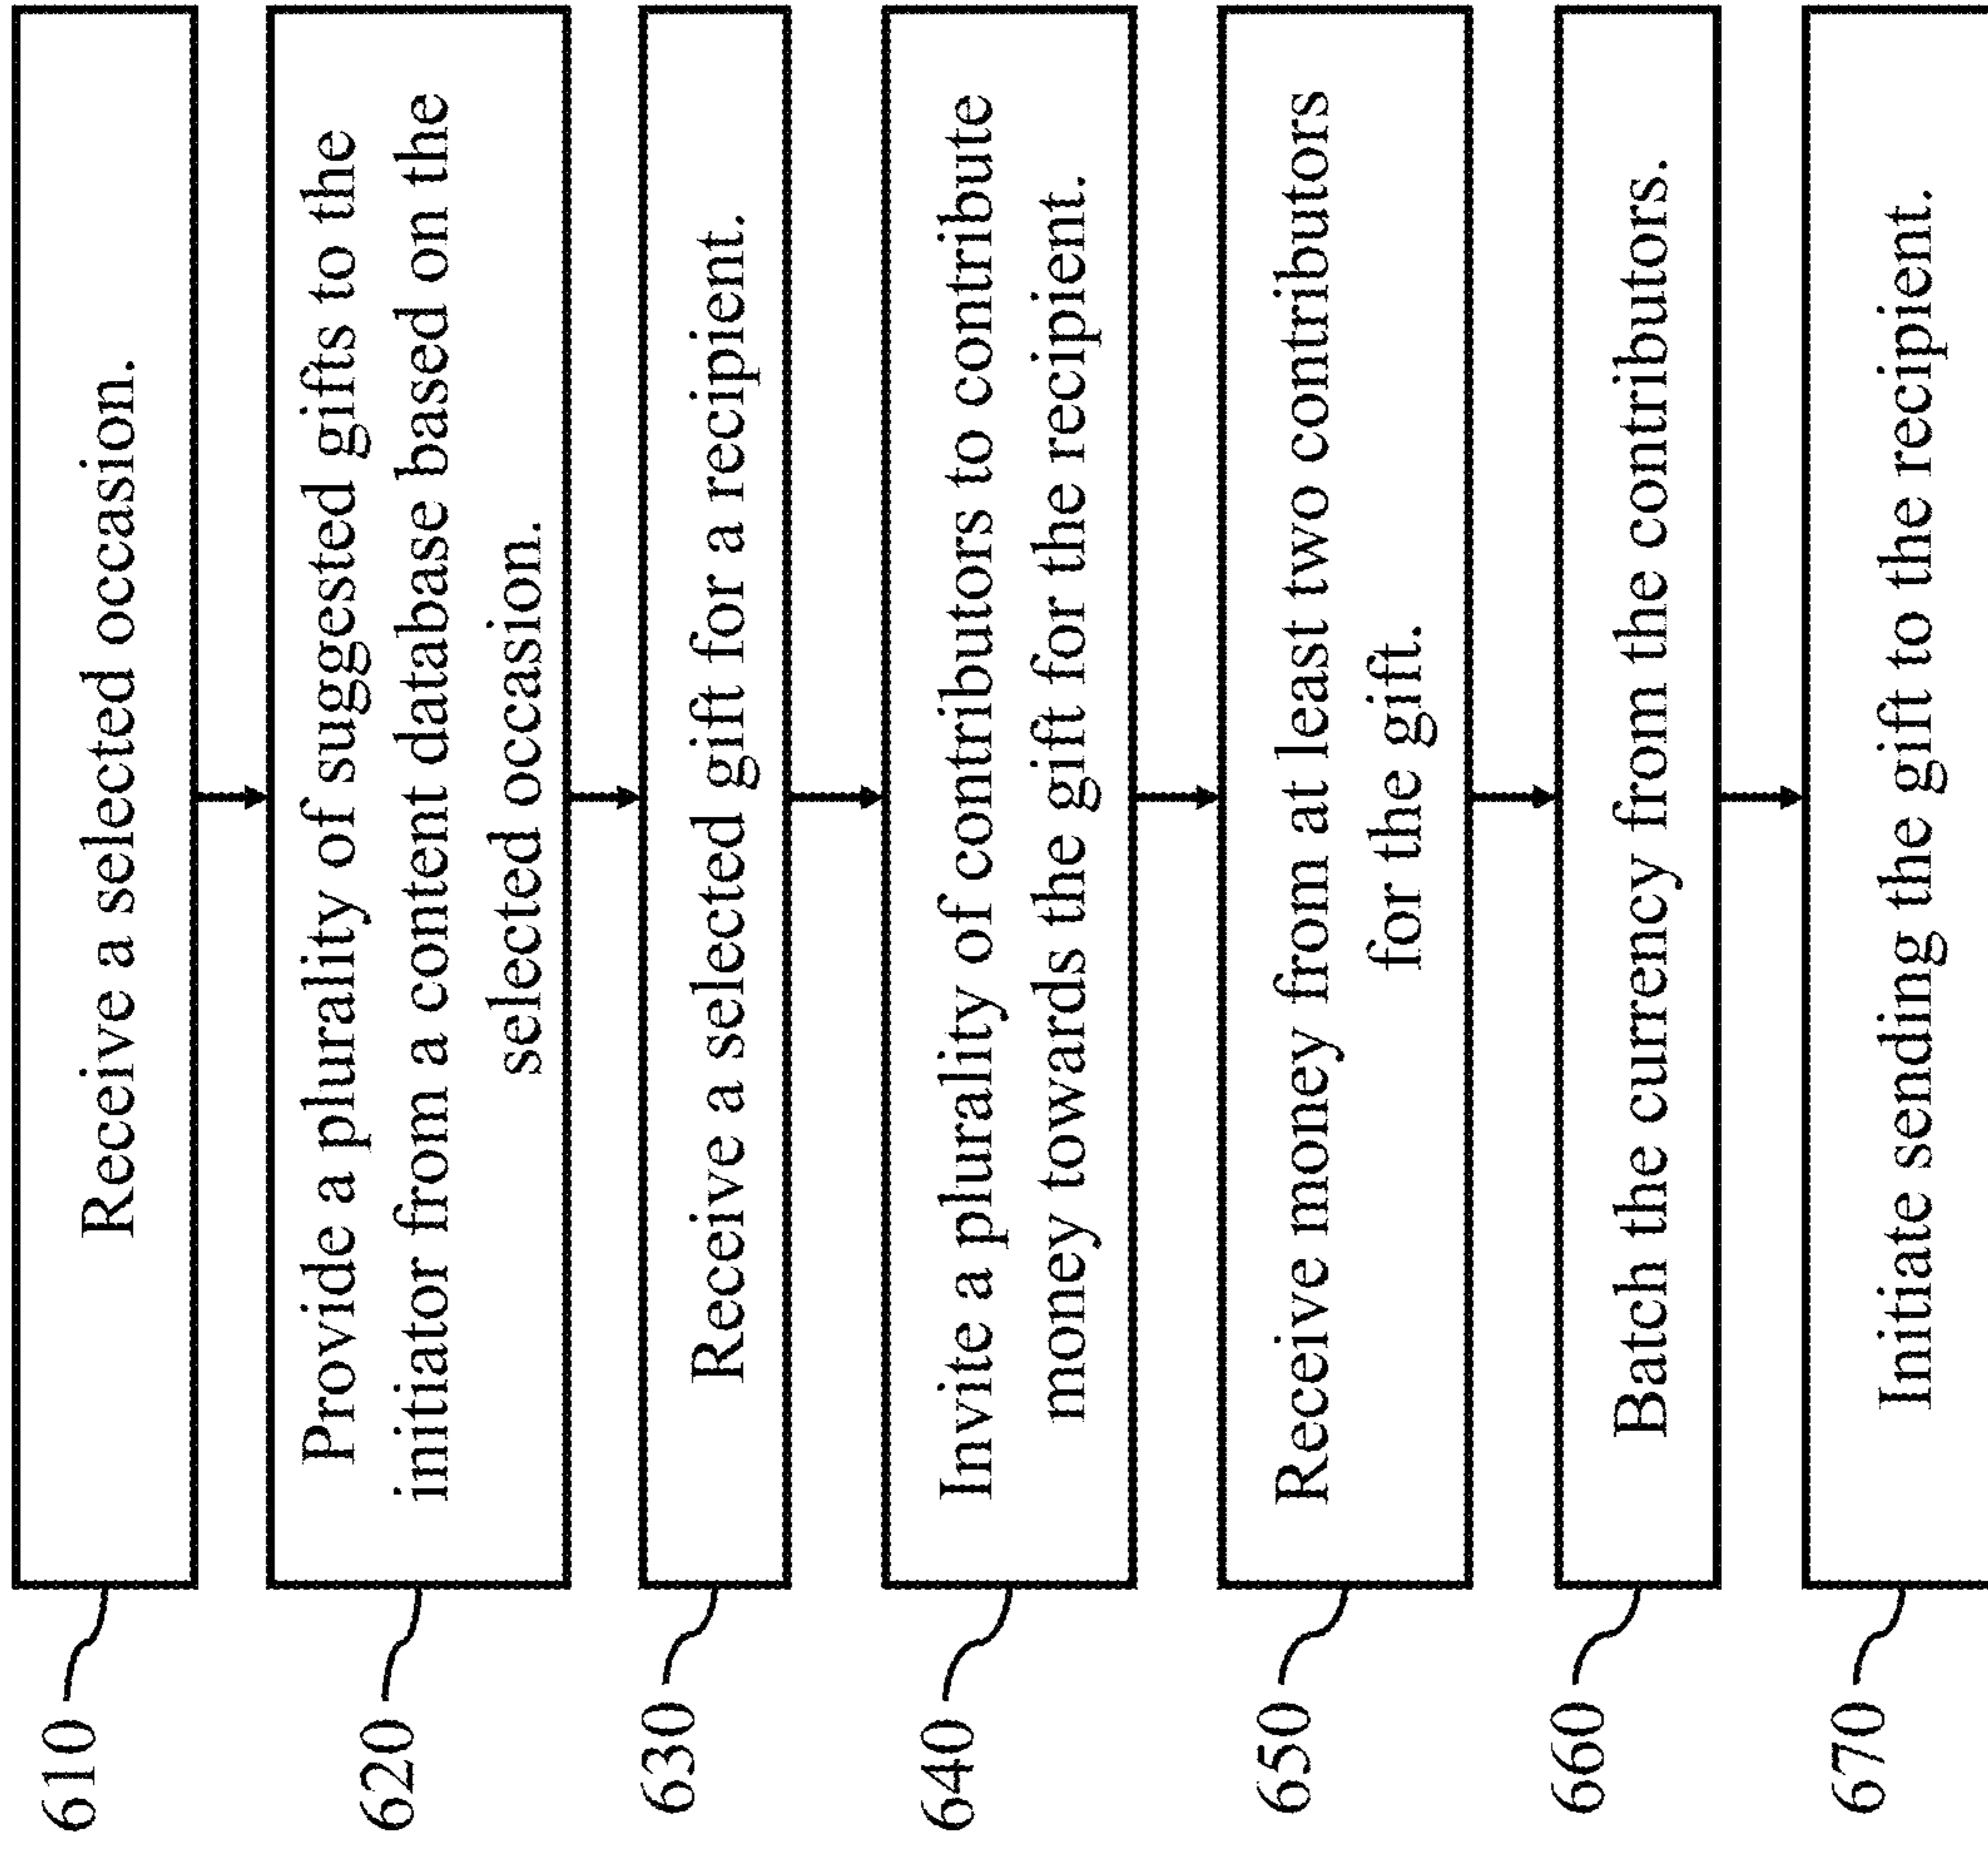 610
Receive a selected occasion.
620
Provide a plurality of suggested gifts to the
initiator from a content database based on the
selected occasion.
630
Receive a selected gift for a recipient.
640
Invite a plurality of contributors to contribute
money towards the gift for the recipient.
650
Receive money from at least two contributors
for the gift.
660
Batch the currency from the contributors.
670
Initiate sending the gift to the recipient.